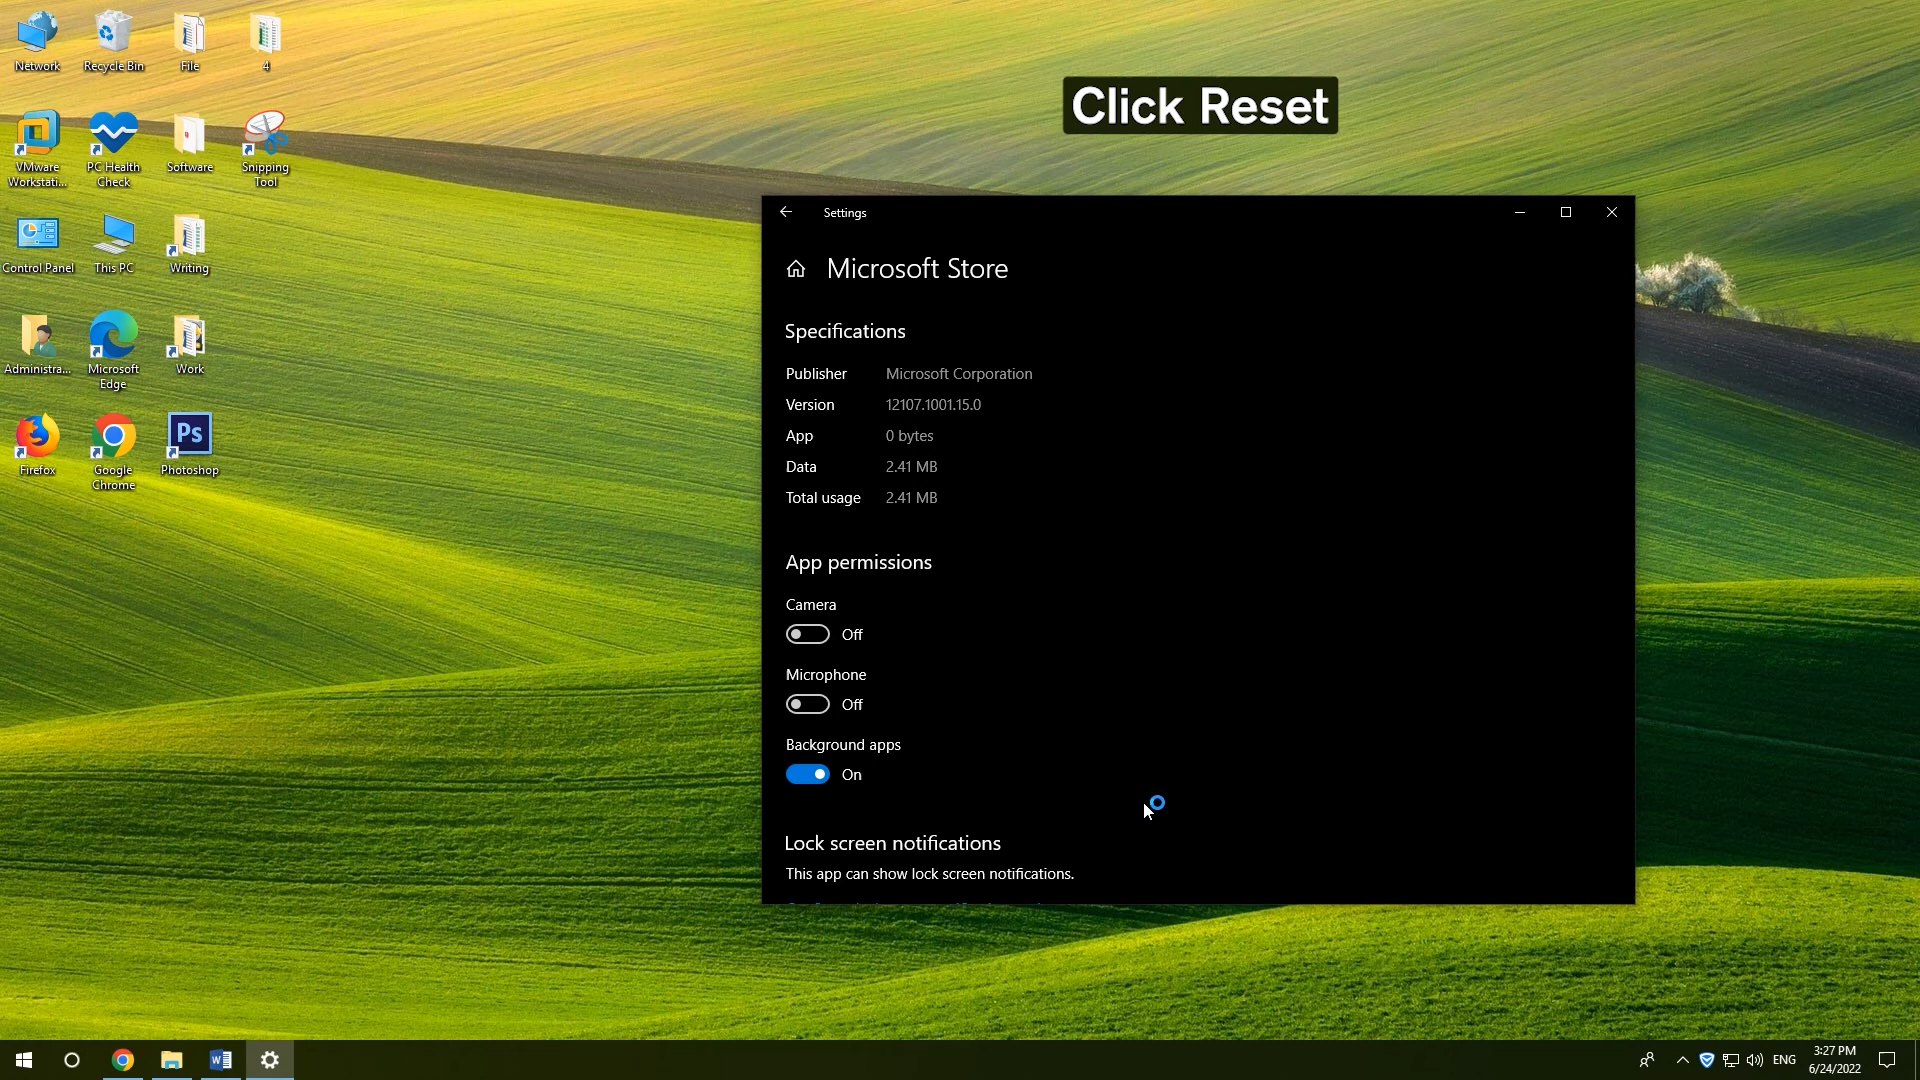 Network
Recycle Bin
File
4
VMware
Workstati...
PC Health
Check
Software
Snipping
Tool
Control Panel
This PC
Writing
Administra...
Microsoft
Edge
Work
Firefox
Google
Chrome
Ps
Photoshop
Click Reset
Settings
Microsoft Store
Specifications
Publisher Microsoft Corporation
Version 12107.1001.15.0
App 0 bytes
Data 2.41 MB
Total usage 2.41 MB
App permissions
Camera
Off
Microphone
Off
Background apps
On
Lock screen notifications
This app can show lock screen notifications.
W
ENG
3:27 PM
6/24/2022